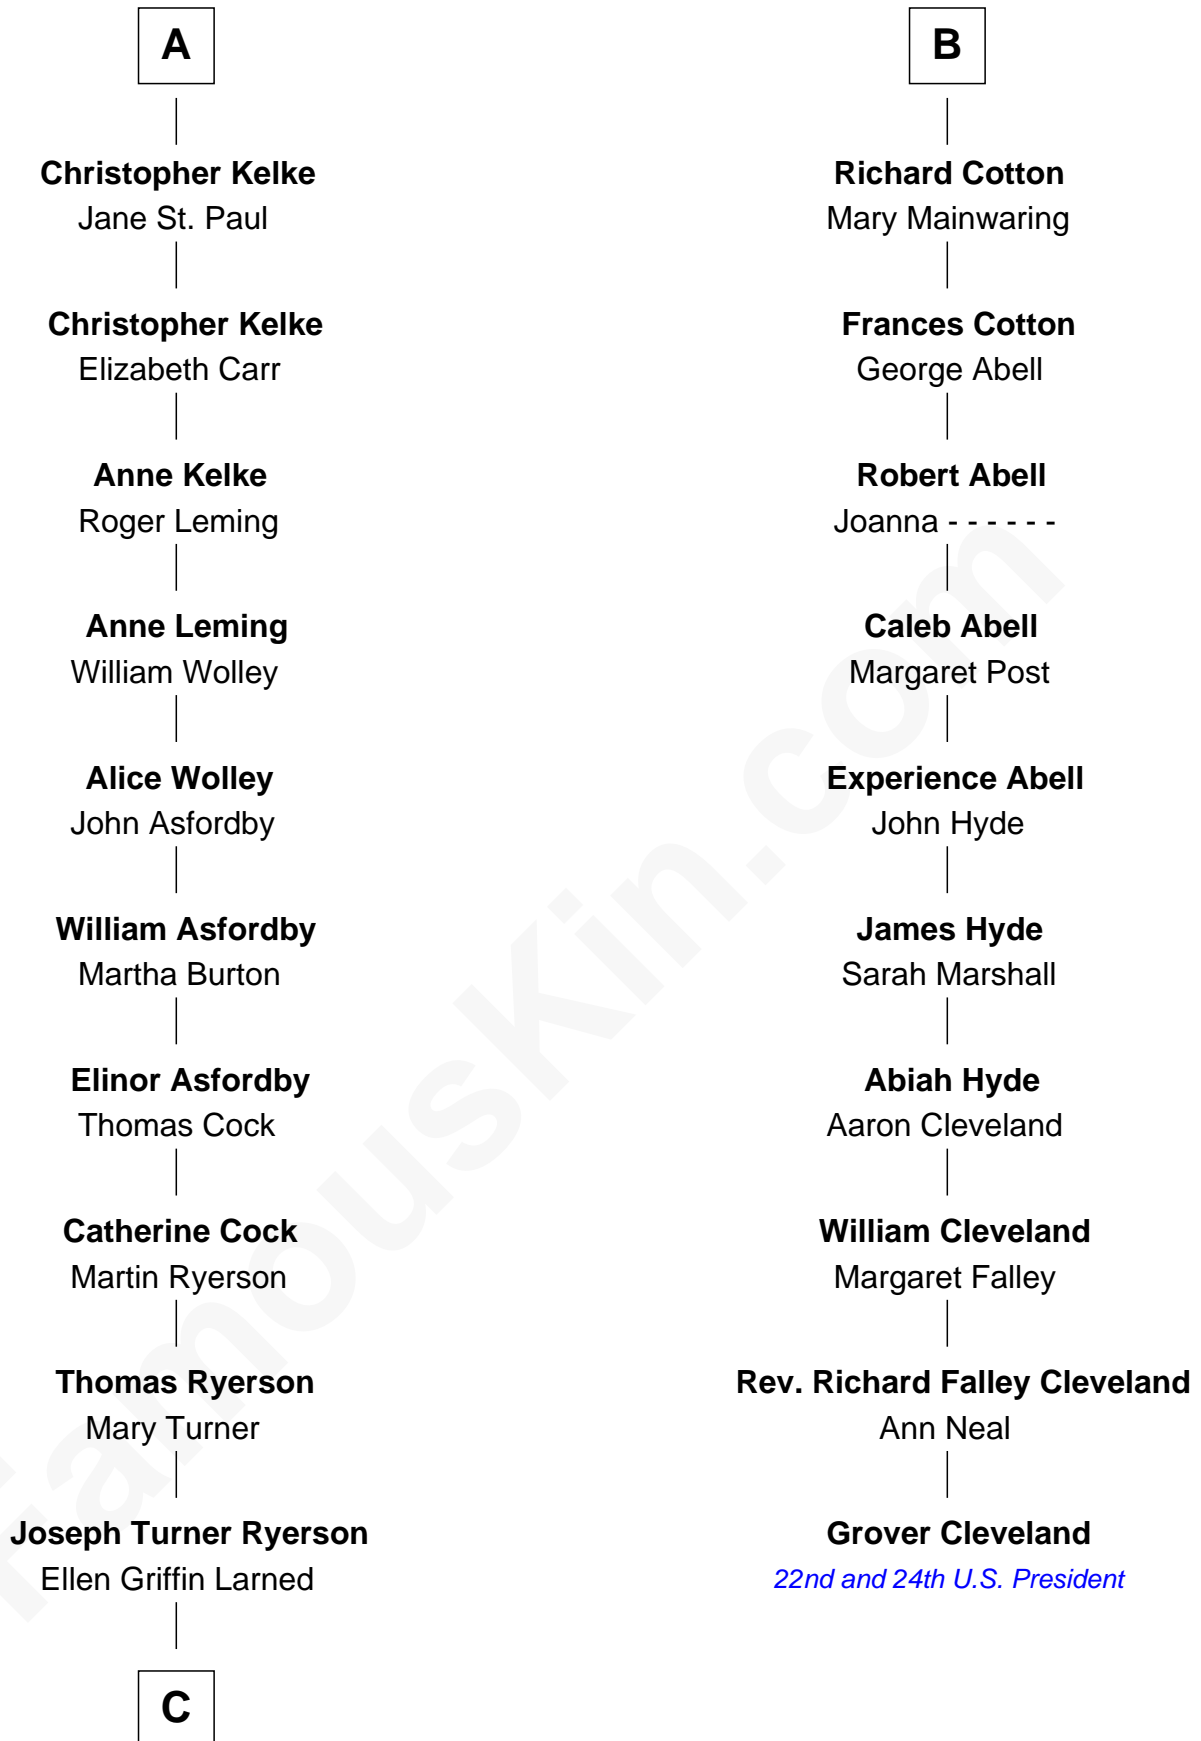 A
Christopher Kelke
Jane St. Paul
Christopher Kelke
Elizabeth Carr
Anne Kelke
Roger Leming
Anne Leming
William Wolley
Alice Wolley
John Asfordby
William Asfordby
Martha Burton
Elinor Asfordby
Thomas Cock
Catherine Cock
Martin Ryerson
Thomas Ryerson
Mary Turner
Joseph Turner Ryerson
Ellen Griffin Larned
C
B
Richard Cotton
Mary Mainwaring
Frances Cotton
George Abell
Robert Abell
Joanna - - - - - -
Caleb Abell
Margaret Post
Experience Abell
John Hyde
James Hyde
Sarah Marshall
Abiah Hyde
Aaron Cleveland
William Cleveland
Margaret Falley
Rev. Richard Falley Cleveland
Ann Neal
Grover Cleveland
22nd and 24th U.S. President
FamousKin.com